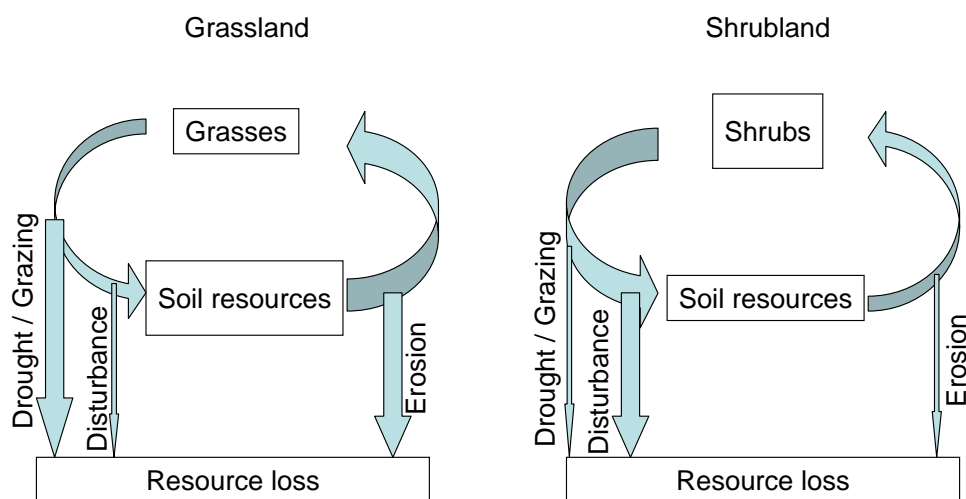 Grassland
Grasses
Soil resources
Drought / Grazing
Disturbance
Erosion
Resource loss
Shrubland
Shrubs
Soil resources
Drought / Grazing
Disturbance
Erosion
Resource loss